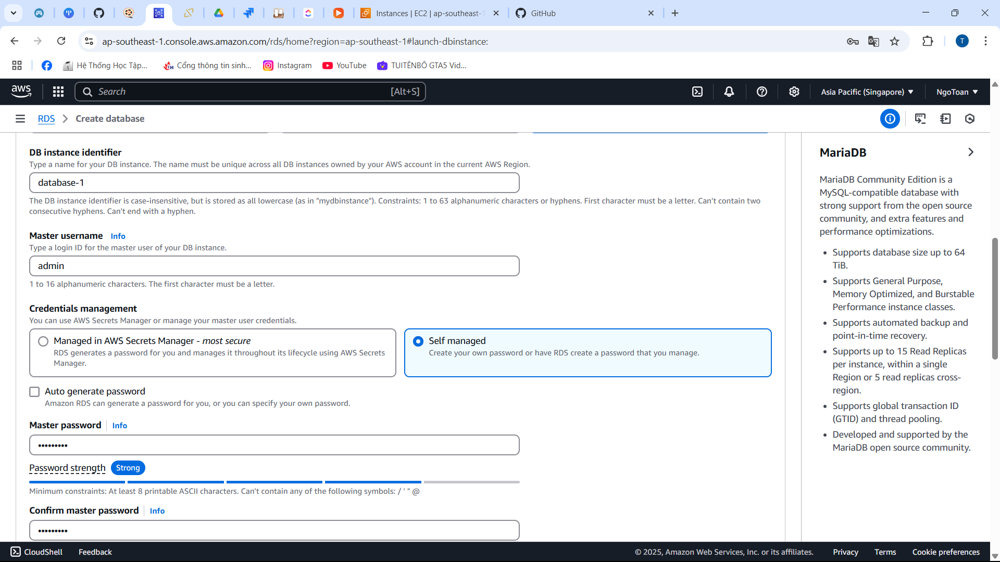 Instances | EC2 | ap-southeast-1
GitHub
ap-southeast-1.console.aws.amazon.com/rds/home?region=ap-southeast-1#launch-dbinstance:
T
Hệ Thống Học Tập...
Cổng thông tin sinh...
Instagram
YouTube
TUITÊNBÔ GTA5 Vid...
aws
Search
[Alt+S]
Asia Pacific (Singapore)
NgoToan
RDS
Create database
DB instance identifier
Type a name for your DB instance. The name must be unique across all DB instances owned by your AWS account in the current AWS Region.
database-1
The DB instance identifier is case-insensitive, but is stored as all lowercase (as in "mydbinstance"). Constraints: 1 to 63 alphanumeric characters or hyphens. First character must be a letter. Can't contain two
consecutive hyphens. Can't end with a hyphen.
Master username Info
Type a login ID for the master user of your DB instance.
admin
1 to 16 alphanumeric characters. The first character must be a letter.
Credentials management
You can use AWS Secrets Manager or manage your master user credentials.
Managed in AWS Secrets Manager - most secure
RDS generates a password for you and manages it throughout its lifecycle using AWS Secrets
Manager.
Self managed
Create your own password or have RDS create a password that you manage.
Auto generate password
Amazon RDS can generate a password for you, or you can specify your own password.
Master password Info
•••••••••
Password strength Strong
Minimum constraints: At least 8 printable ASCII characters. Can't contain any of the following symbols: / ' " @
Confirm master password Info
•••••••••
MariaDB
MariaDB Community Edition is a
MySQL-compatible database with
strong support from the open source
community, and extra features and
performance optimizations.
• Supports database size up to 64
TiB.
• Supports General Purpose,
Memory Optimized, and Burstable
Performance instance classes.
• Supports automated backup and
point-in-time recovery.
• Supports up to 15 Read Replicas
per instance, within a single
Region or 5 read replicas cross-
region.
• Supports global transaction ID
(GTID) and thread pooling.
• Developed and supported by the
MariaDB open source community.
CloudShell
Feedback
© 2025, Amazon Web Services, Inc. or its affiliates.
Privacy
Terms
Cookie preferences